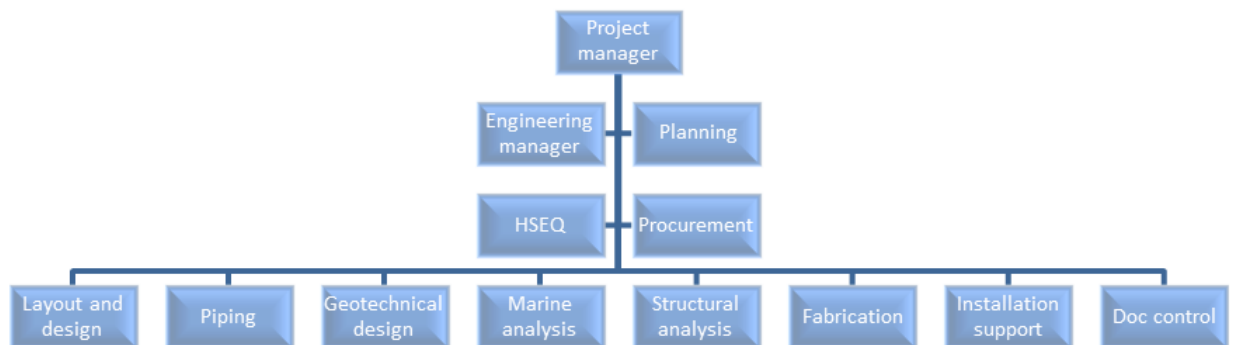 Project
manager
Engineering
manager
Planning
HSEQ
Procurement
Layout and
design
Piping
Geotechnical
design
Marine
analysis
Structural
analysis
Fabrication
Installation
support
Doc control